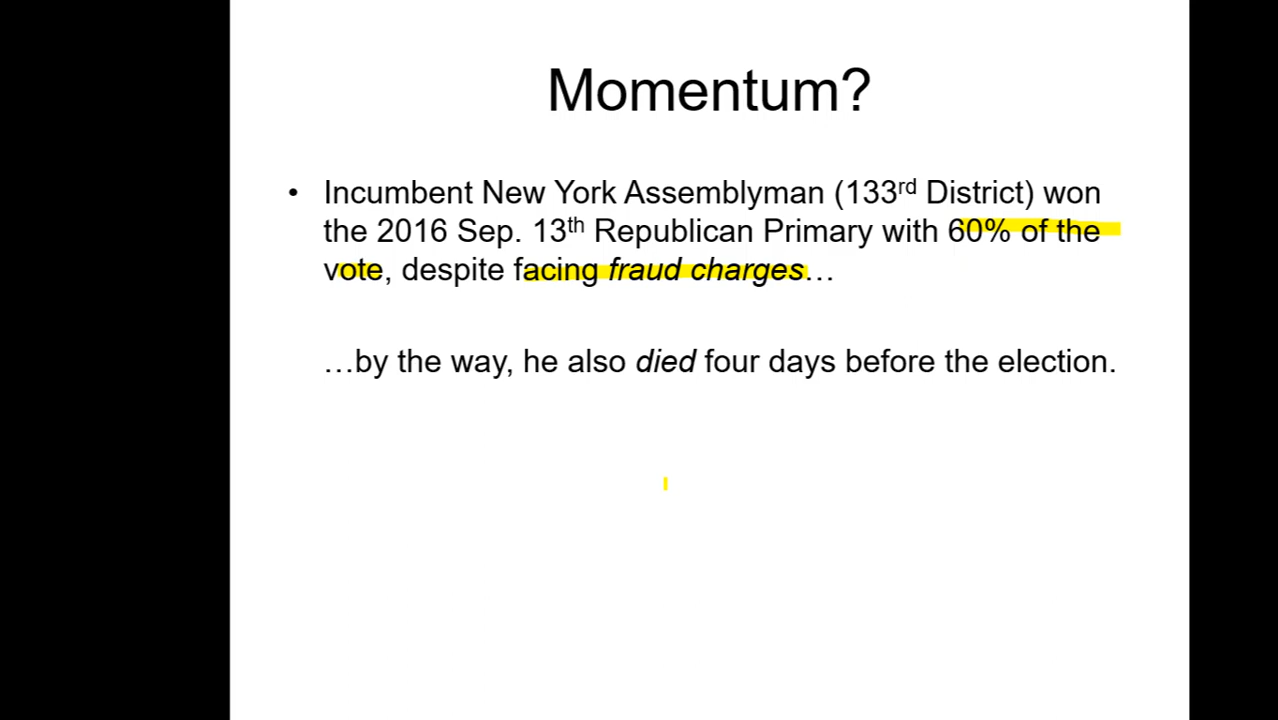 Momentum?
• Incumbent New York Assemblyman (133rd District) won
the 2016 Sep. 13th Republican Primary with 60% of the
vote, despite facing fraud charges…
…by the way, he also died four days before the election.